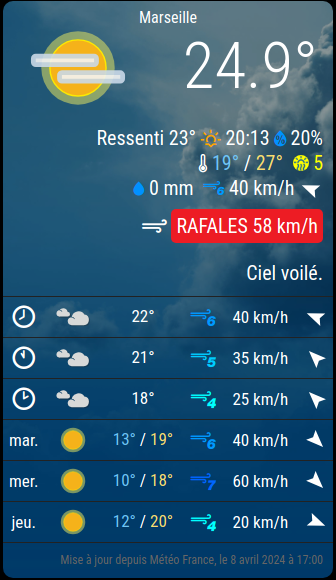 Marseille
24.9°
Ressenti 23° 20:13 % 20%
19° / 27° 5
0 mm 6 40 km/h
RAFALES 58 km/h
Ciel voilé.
22° 6 40 km/h
21° 5 35 km/h
18° 4 25 km/h
mar. 13° / 19° 6 40 km/h
mer. 10° / 18° 7 60 km/h
jeu. 12° / 20° 4 20 km/h
Mise à jour depuis Météo France, le 8 avril 2024 à 17:00